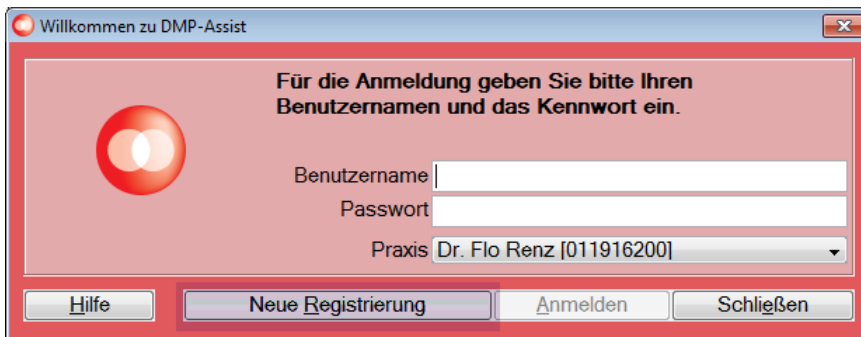 Willkommen zu DMP-Assist
Für die Anmeldung geben Sie bitte Ihren
Benutzernamen und das Kennwort ein.
Benutzername
Passwort
Praxis Dr. Flo Renz [011916200]
Hilfe Neue Registrierung Anmelden Schließen